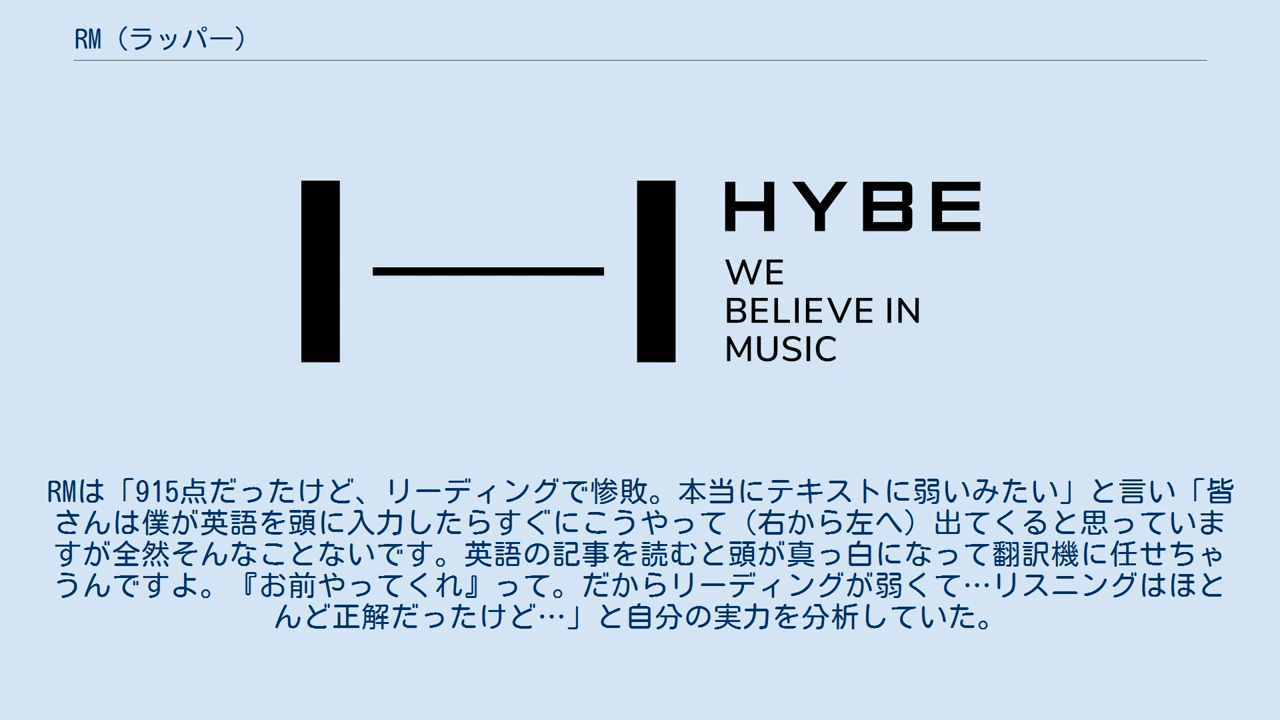 RM（ラッパー）
HYBE
WE
BELIEVE IN
MUSIC
RMは「915点だったけど、リーディングで惨敗。本当にテキストに弱いみたい」と言い「皆
さんは僕が英語を頭に入力したらすぐにこうやって（右から左へ）出てくると思っていま
すが全然そんなことないです。英語の記事を読むと頭が真っ白になって翻訳機に任せちゃ
うんですよ。『お前やってくれ』って。だからリーディングが弱くて…リスニングはほと
んど正解だったけど…」と自分の実力を分析していた。